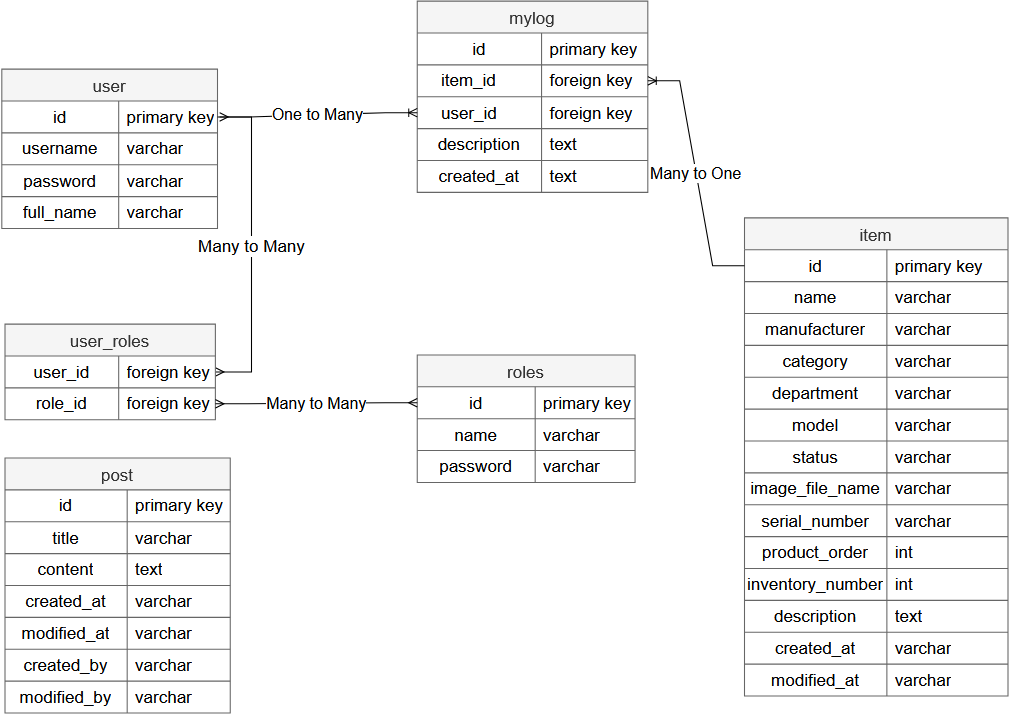 mylog
id primary key
item_id foreign key
user_id foreign key
description text
created_at text
user
id primary key
username varchar
password varchar
full_name varchar
One to Many
Many to One
Many to Many
item
id primary key
name varchar
manufacturer varchar
category varchar
department varchar
model varchar
status varchar
image_file_name varchar
serial_number varchar
product_order int
inventory_number int
description text
created_at varchar
modified_at varchar
user_roles
user_id foreign key
role_id foreign key
Many to Many
roles
id primary key
name varchar
password varchar
post
id primary key
title varchar
content text
created_at varchar
modified_at varchar
created_by varchar
modified_by varchar